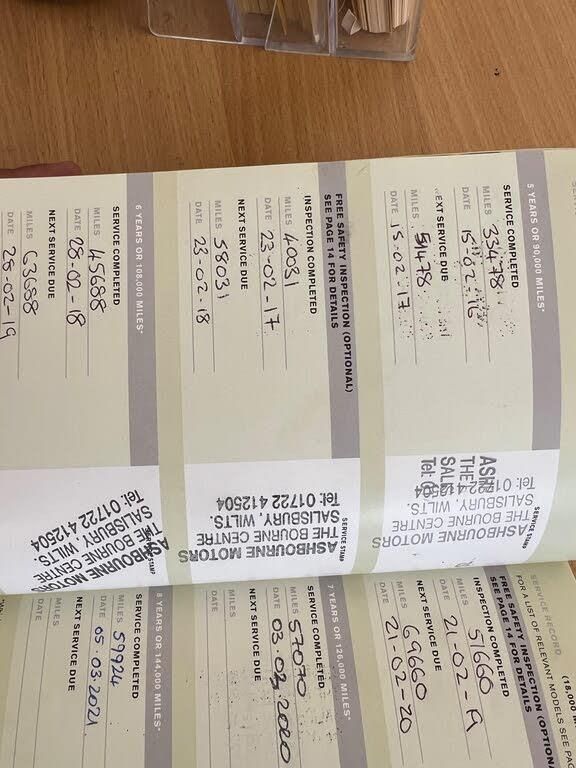 5 YEARS OR 90,000 MILES*
SERVICE COMPLETED
MILES 33478
DATE 15 02 16
NEXT SERVICE DUE
MILES 51478
DATE 15-02-17
SERVICE STAMP
ASHBOURNE MOTORS
THE BOURNE CENTRE
SALISBURY, WILTS.
Tel: 01722 412504
FREE SAFETY INSPECTION (OPTIONAL)
SEE PAGE 14 FOR DETAILS
INSPECTION COMPLETED
MILES 40031
DATE 23-02-17
NEXT SERVICE DUE
MILES 58031
DATE 23-02-18
SERVICE STAMP
ASHBOURNE MOTORS
THE BOURNE CENTRE
SALISBURY, WILTS.
Tel: 01722 412504
6 YEARS OR 108,000 MILES*
SERVICE COMPLETED
MILES 45688
DATE 28-02-18
NEXT SERVICE DUE
MILES 63688
DATE 28-02-19
STAMP
ASHBOURNE MOTORS
THE BOURNE CENTRE
SALISBURY, WILTS.
Tel: 01722 412504
SERVICE RECORD
FOR A LIST OF RELEVANT MODELS SEE PAG
FREE SAFETY INSPECTION (OPTIONA
SEE PAGE 14 FOR DETAILS
INSPECTION COMPLETED
MILES 51660
DATE 21-02-19
NEXT SERVICE DUE
MILES 69660
DATE 21-02-20
7 YEARS OR 126,000 MILES*
SERVICE COMPLETED
MILES 57070
DATE 03.03.2020
NEXT SERVICE DUE
MILES
DATE
8 YEARS OR 144,000 MILES*
SERVICE COMPLETED
MILES 59924
DATE 05.03.2021
NEXT SERVICE DUE
MILES
DATE